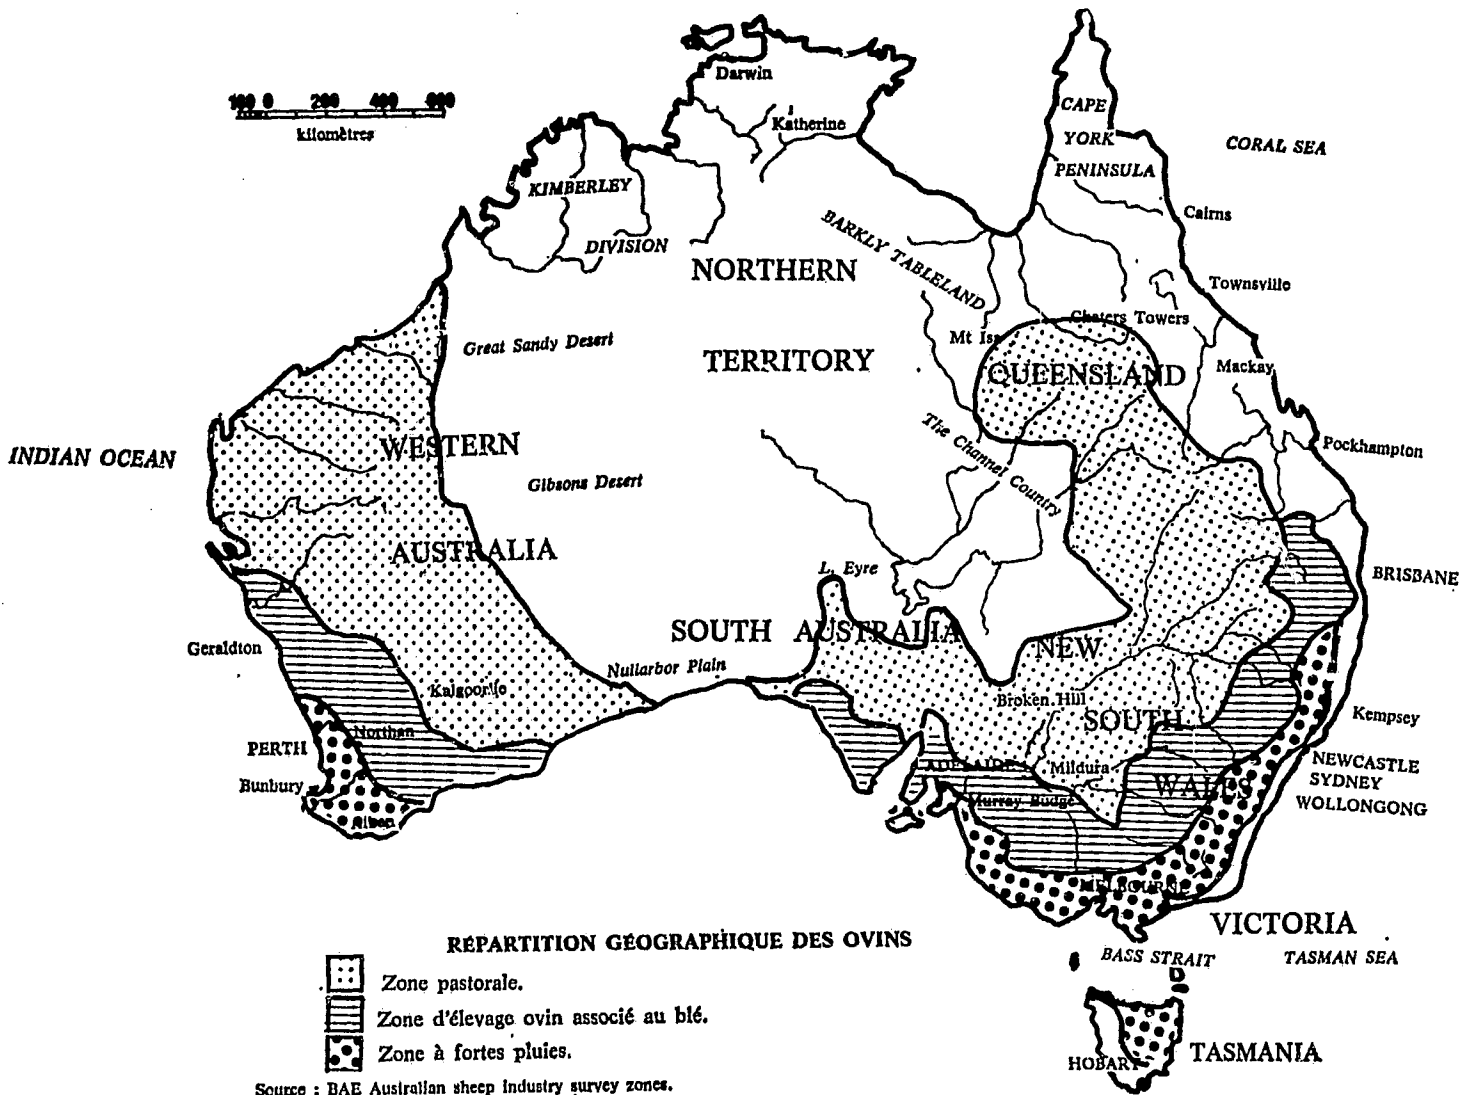 Darwin
100 0 200 400 600
kilomètres
Katherine
CAPE
YORK
PENINSULA
CORAL SEA
KIMBERLEY
DIVISION
Cairns
BARKLY TABLELAND
NORTHERN
TERRITORY
Townsville
Chaters Towers
Mt Isa
Great Sandy Desert
QUEENSLAND
Mackay
WESTERN
AUSTRALIA
INDIAN OCEAN
The Channel Country
Pockhampton
Gibsons Desert
L. Eyre
BRISBANE
SOUTH AUSTRALIA
NEW
SOUTH
WALES
Geraldton
Nullarbor Plain
Kalgoorlie
Broken Hill
Kempsey
Northan
PERTH
Bunbury
ADELAIDE
Mildura
NEWCASTLE
SYDNEY
WOLLONGONG
Murray Budge
MELBOURNE
VICTORIA
BASS STRAIT
TASMAN SEA
HOBART
TASMANIA
RÉPARTITION GÉOGRAPHIQUE DES OVINS
Zone pastorale.
Zone d'élevage ovin associé au blé.
Zone à fortes pluies.
Source : BAE Australian sheep industry survey zones.